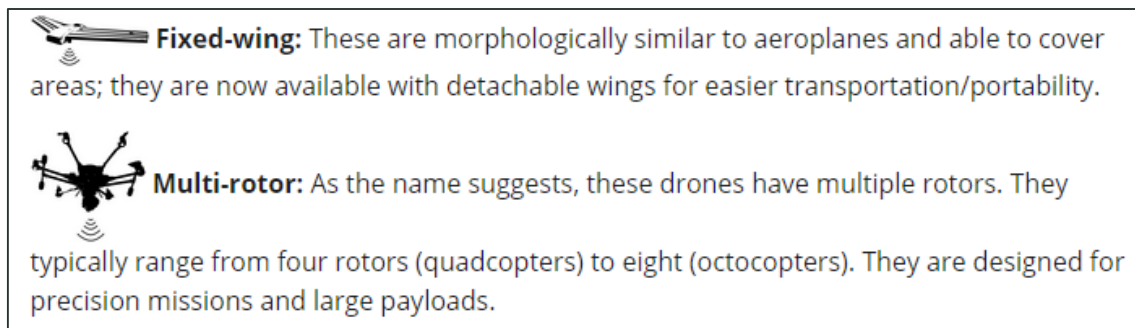 Fixed-wing: These are morphologically similar to aeroplanes and able to cover
areas; they are now available with detachable wings for easier transportation/portability.
Multi-rotor: As the name suggests, these drones have multiple rotors. They
typically range from four rotors (quadcopters) to eight (octocopters). They are designed for
precision missions and large payloads.